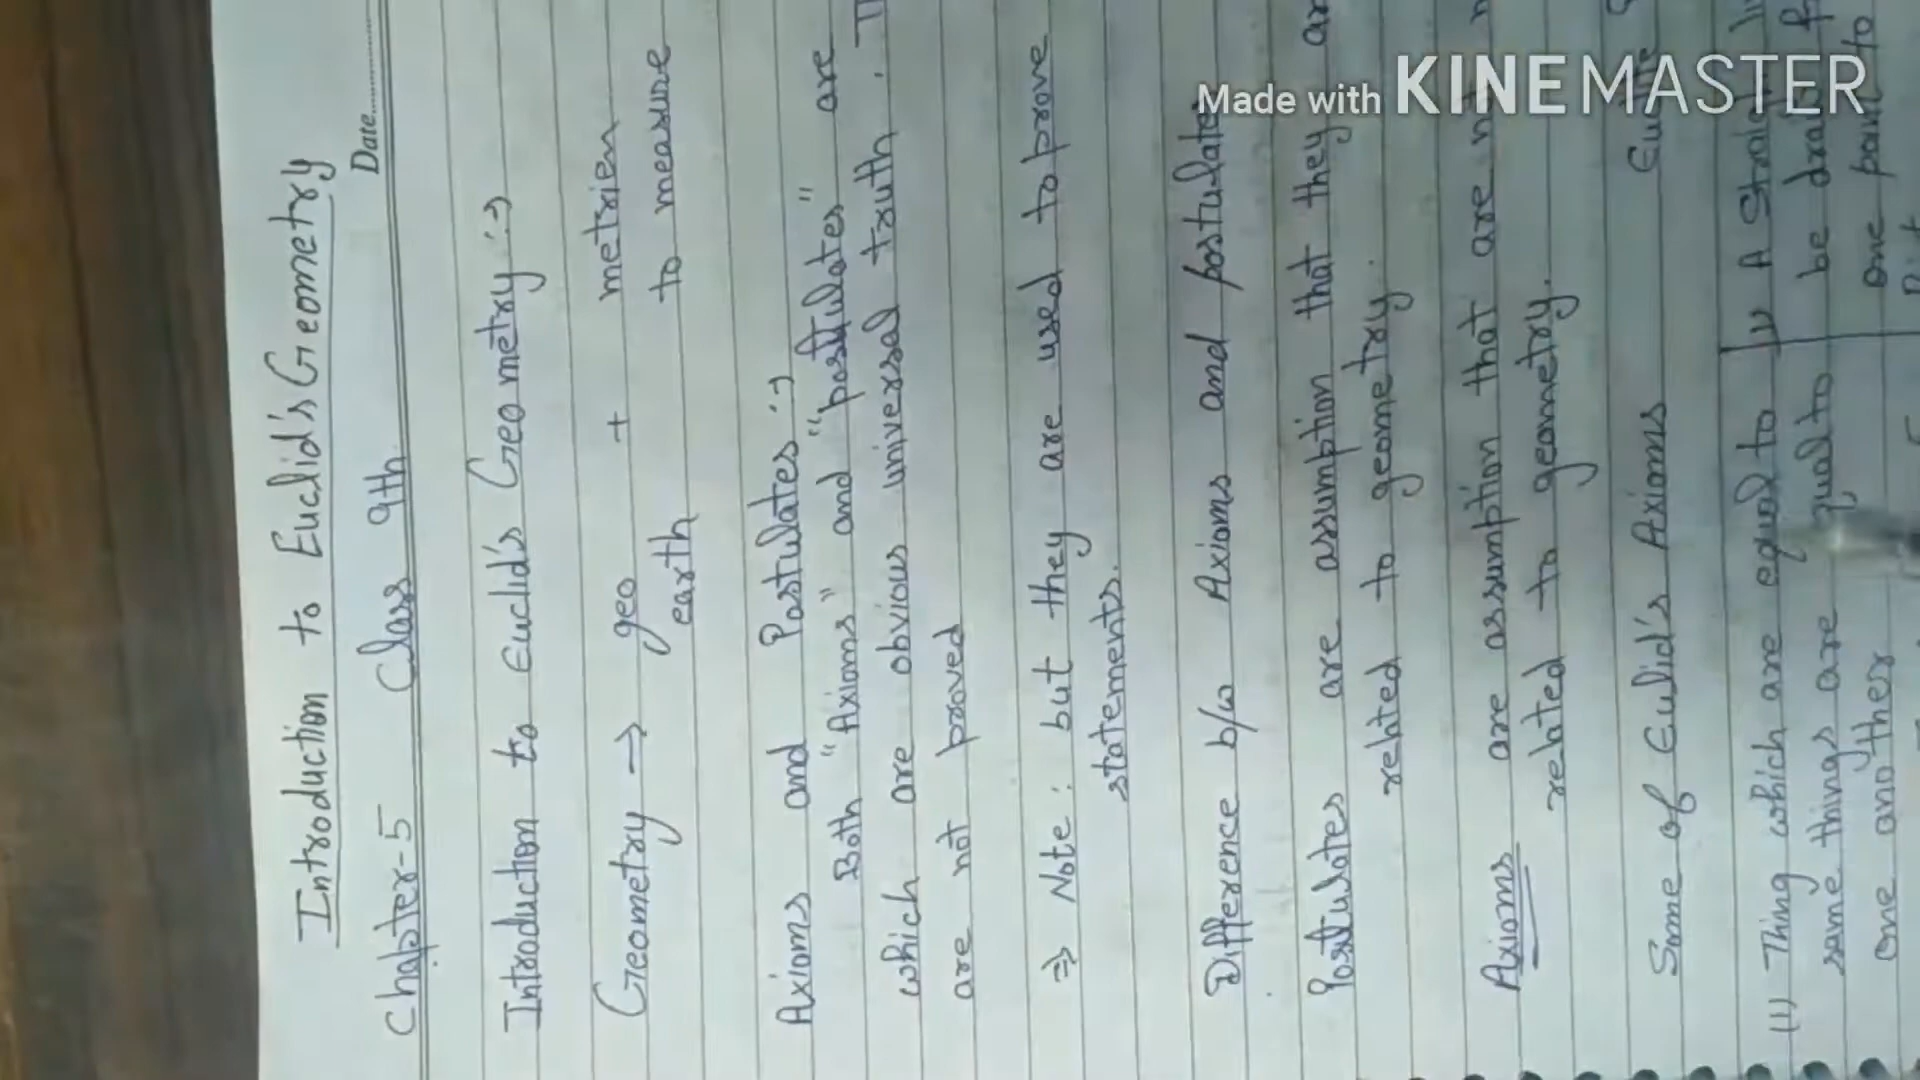 Introduction to Euclid's Geometry
Date
Chapter-5 Class 9th
Introduction to Euclid's Geometry :→
Geometry → geo + metrien
earth to measure
Axioms and Postulates :→
Both "Axioms" and "postulates" are
which are obvious universal truth.
are not proved
⇒ Note : but they are used to prove
statements.
Difference b/w Axioms and postulates
Postulates are assumption that they
related to geometry.
Axioms are assumption that are
related to geometry.
Some of Eulid's Axioms
(1) Thing which are equal to
same things are
one another
A
be
one
to
Made with KINEMASTER